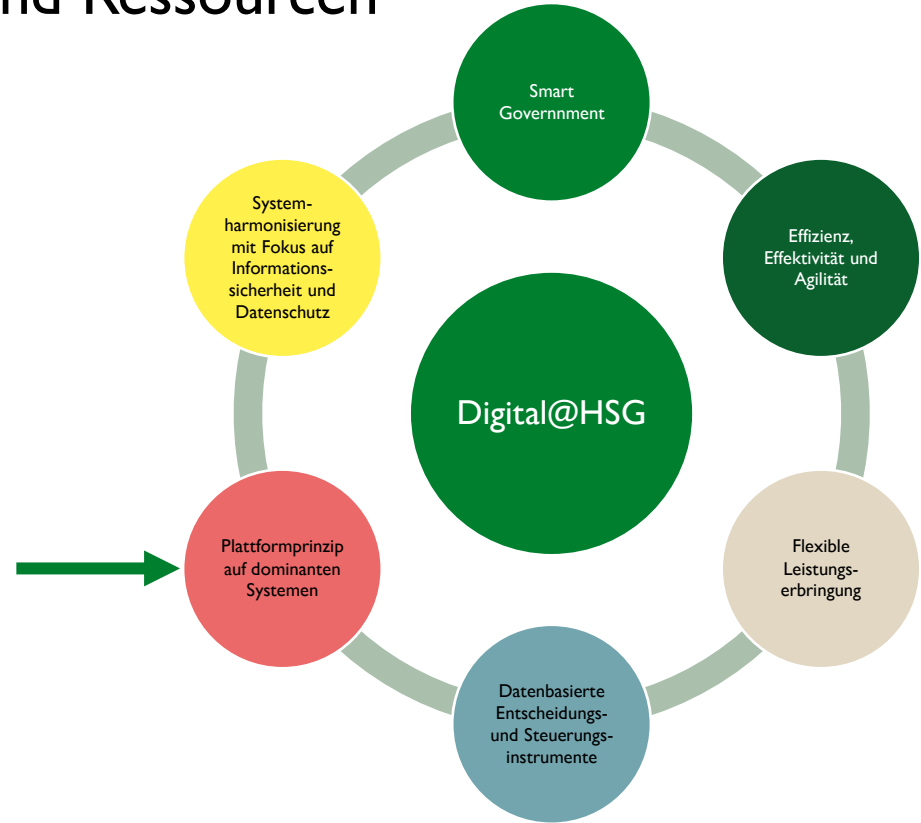 nd Ressourcen
Smart
Governnment
System-
harmonisierung
mit Fokus auf
Informations-
sicherheit und
Datenschutz
Effizienz,
Effektivität und
Agilität
Digital@HSG
Plattformprinzip
auf dominanten
Systemen
Flexible
Leistungs-
erbringung
Datenbasierte
Entscheidungs-
und Steuerungs-
instrumente